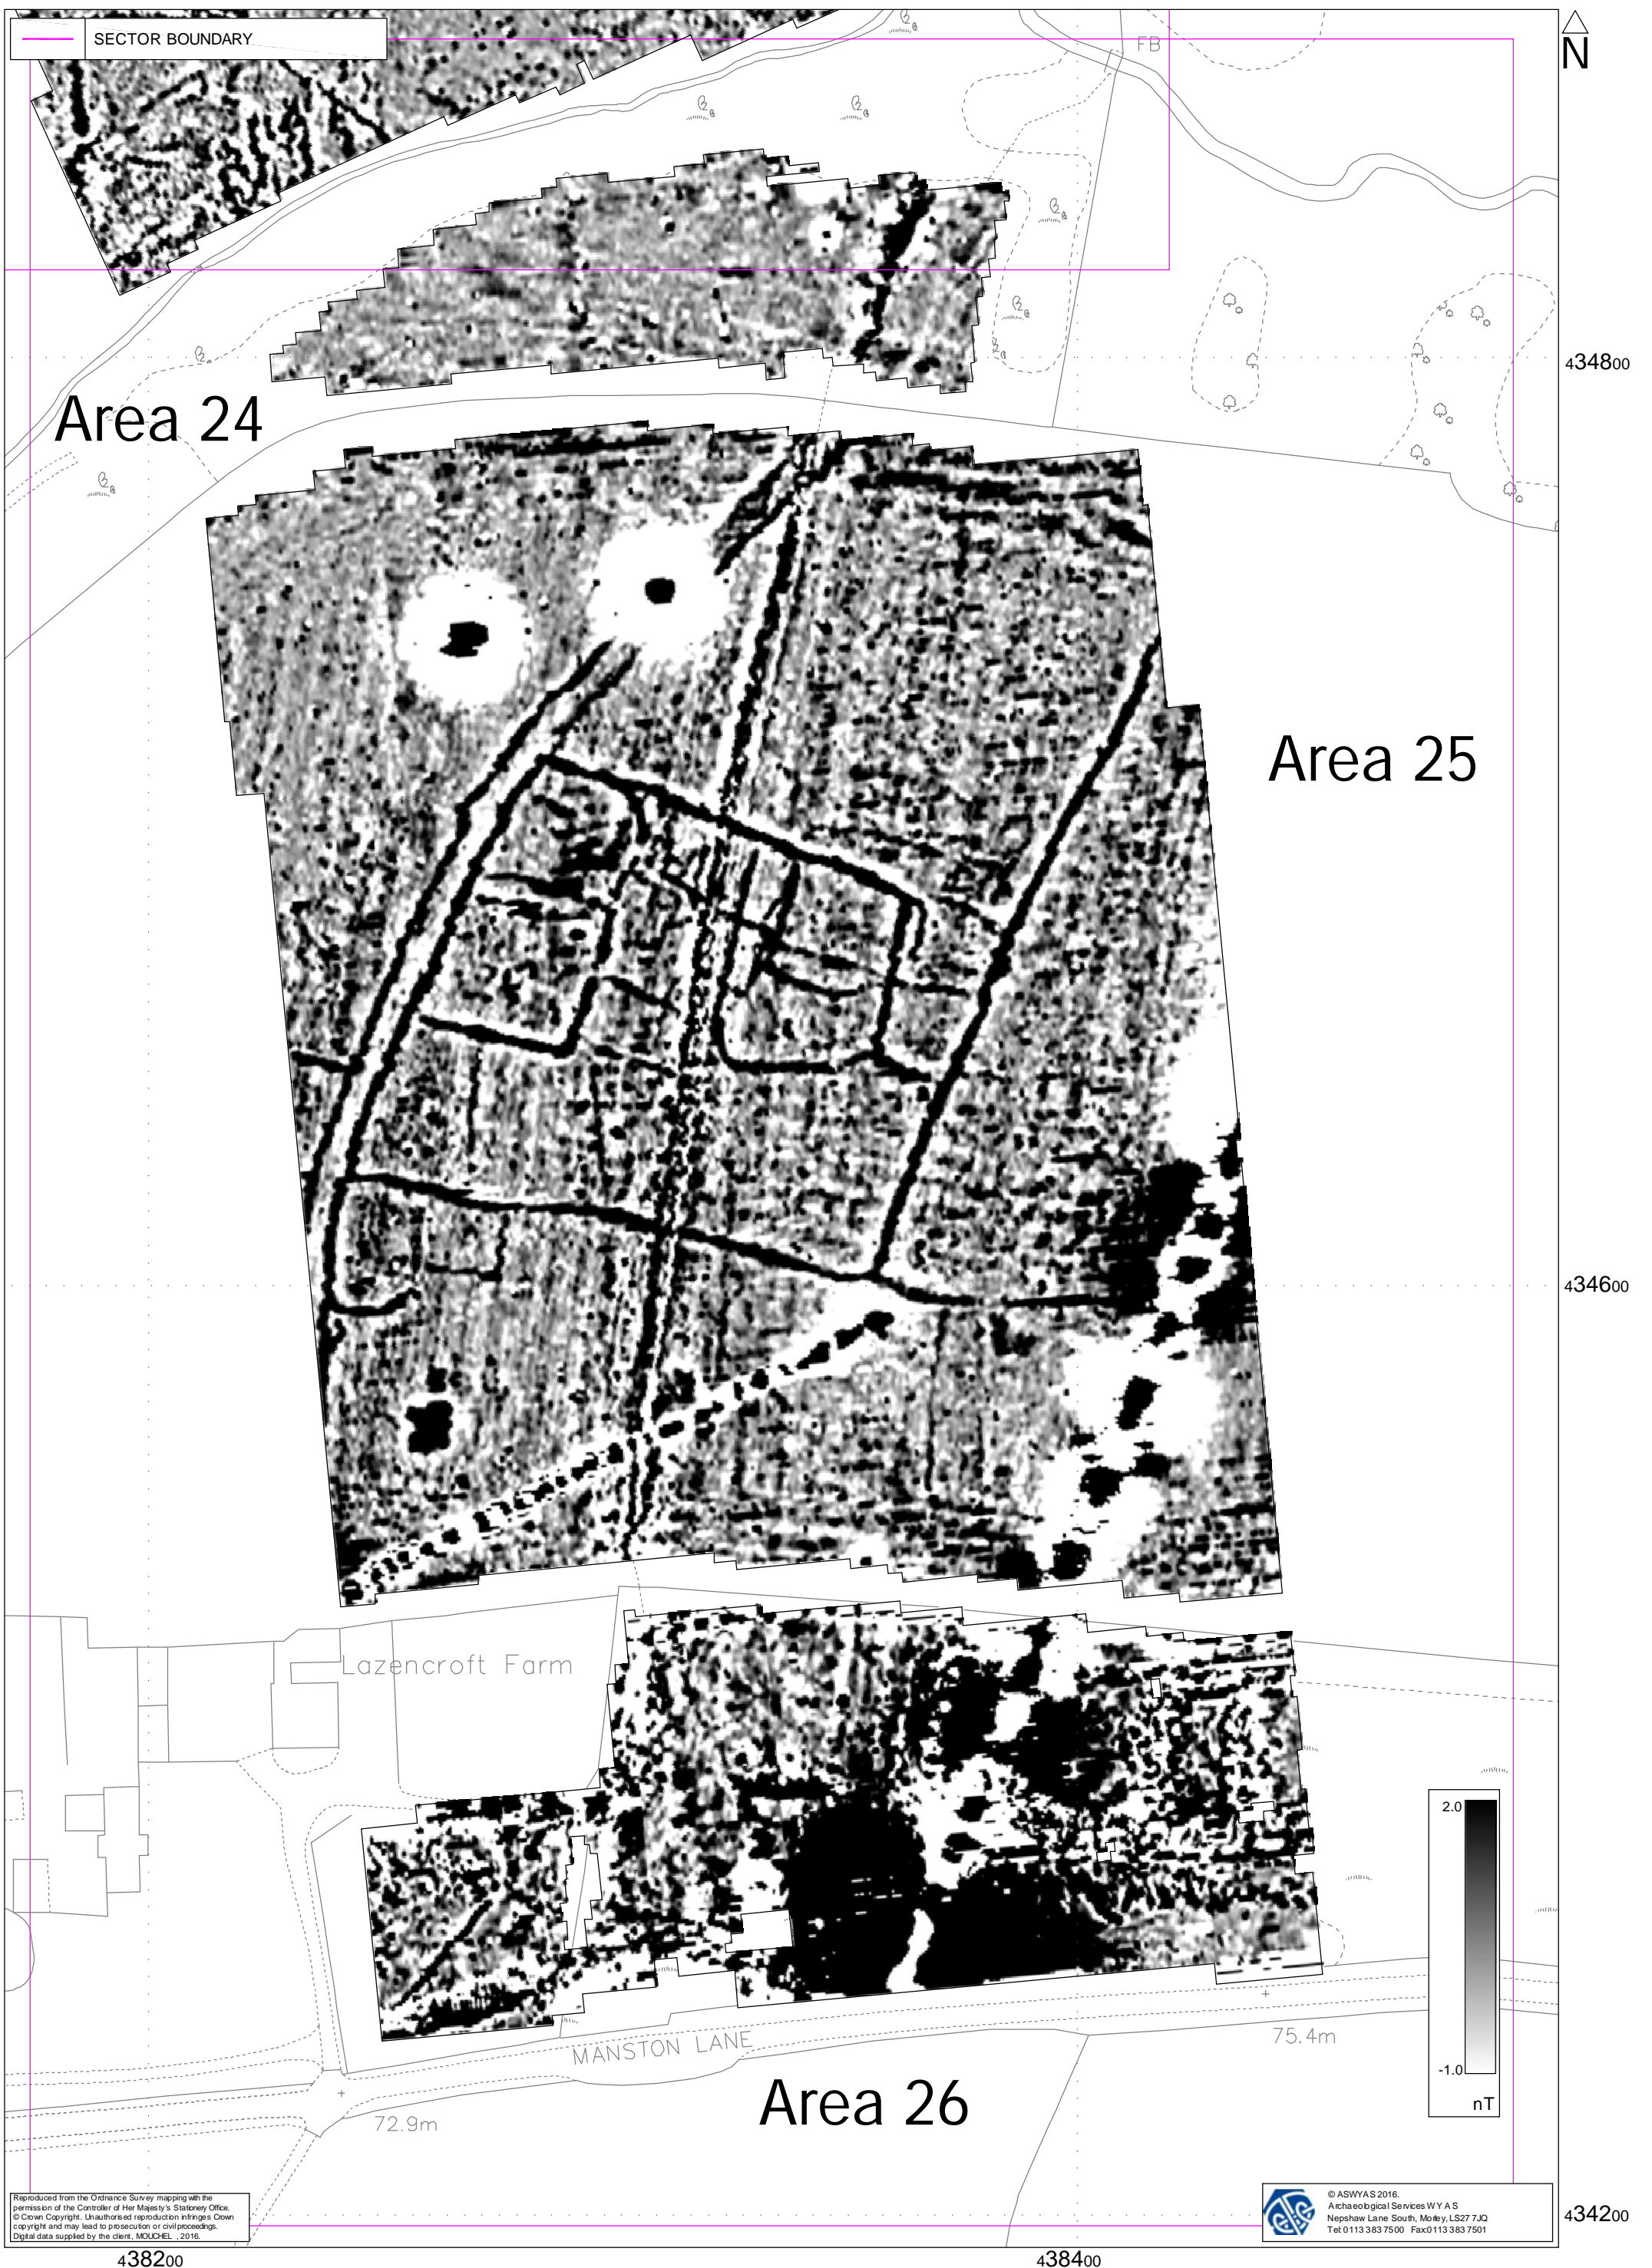 SECTOR BOUNDARY
N
FB
434800
Area 24
Area 25
434600
Lazencroft Farm
2.0
-1.0
nT
MANSTON LANE
75.4m
Area 26
72.9m
Reproduced from the Ordnance Survey mapping with the
permission of the Controller of Her Majesty's Stationery Office.
© Crown Copyright. Unauthorised reproduction infringes Crown
copyright and may lead to prosecution or civil proceedings.
Digital data supplied by the client, MOUCHEL , 2016.
© ASWYAS 2016.
Archaeological Services W Y A S
Nepshaw Lane South, Morley, LS27 7JQ
Tel: 0113 383 7500 Fax:0113 383 7501
434200
438200
438400